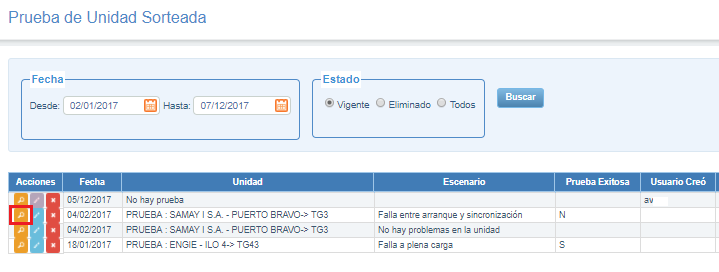 Prueba de Unidad Sorteada
Fecha
Estado
Desde: 02/01/2017 Hasta: 07/12/2017
Vigente Eliminado Todos
Buscar
Acciones Fecha Unidad Escenario Prueba Exitosa Usuario Creó
05/12/2017 No hay prueba av
04/02/2017 PRUEBA : SAMAY I S.A. - PUERTO BRAVO-> TG3 Falla entre arranque y sincronización N
04/02/2017 PRUEBA : SAMAY I S.A. - PUERTO BRAVO-> TG3 No hay problemas en la unidad
18/01/2017 PRUEBA : ENGIE - ILO 4-> TG43 Falla a plena carga S